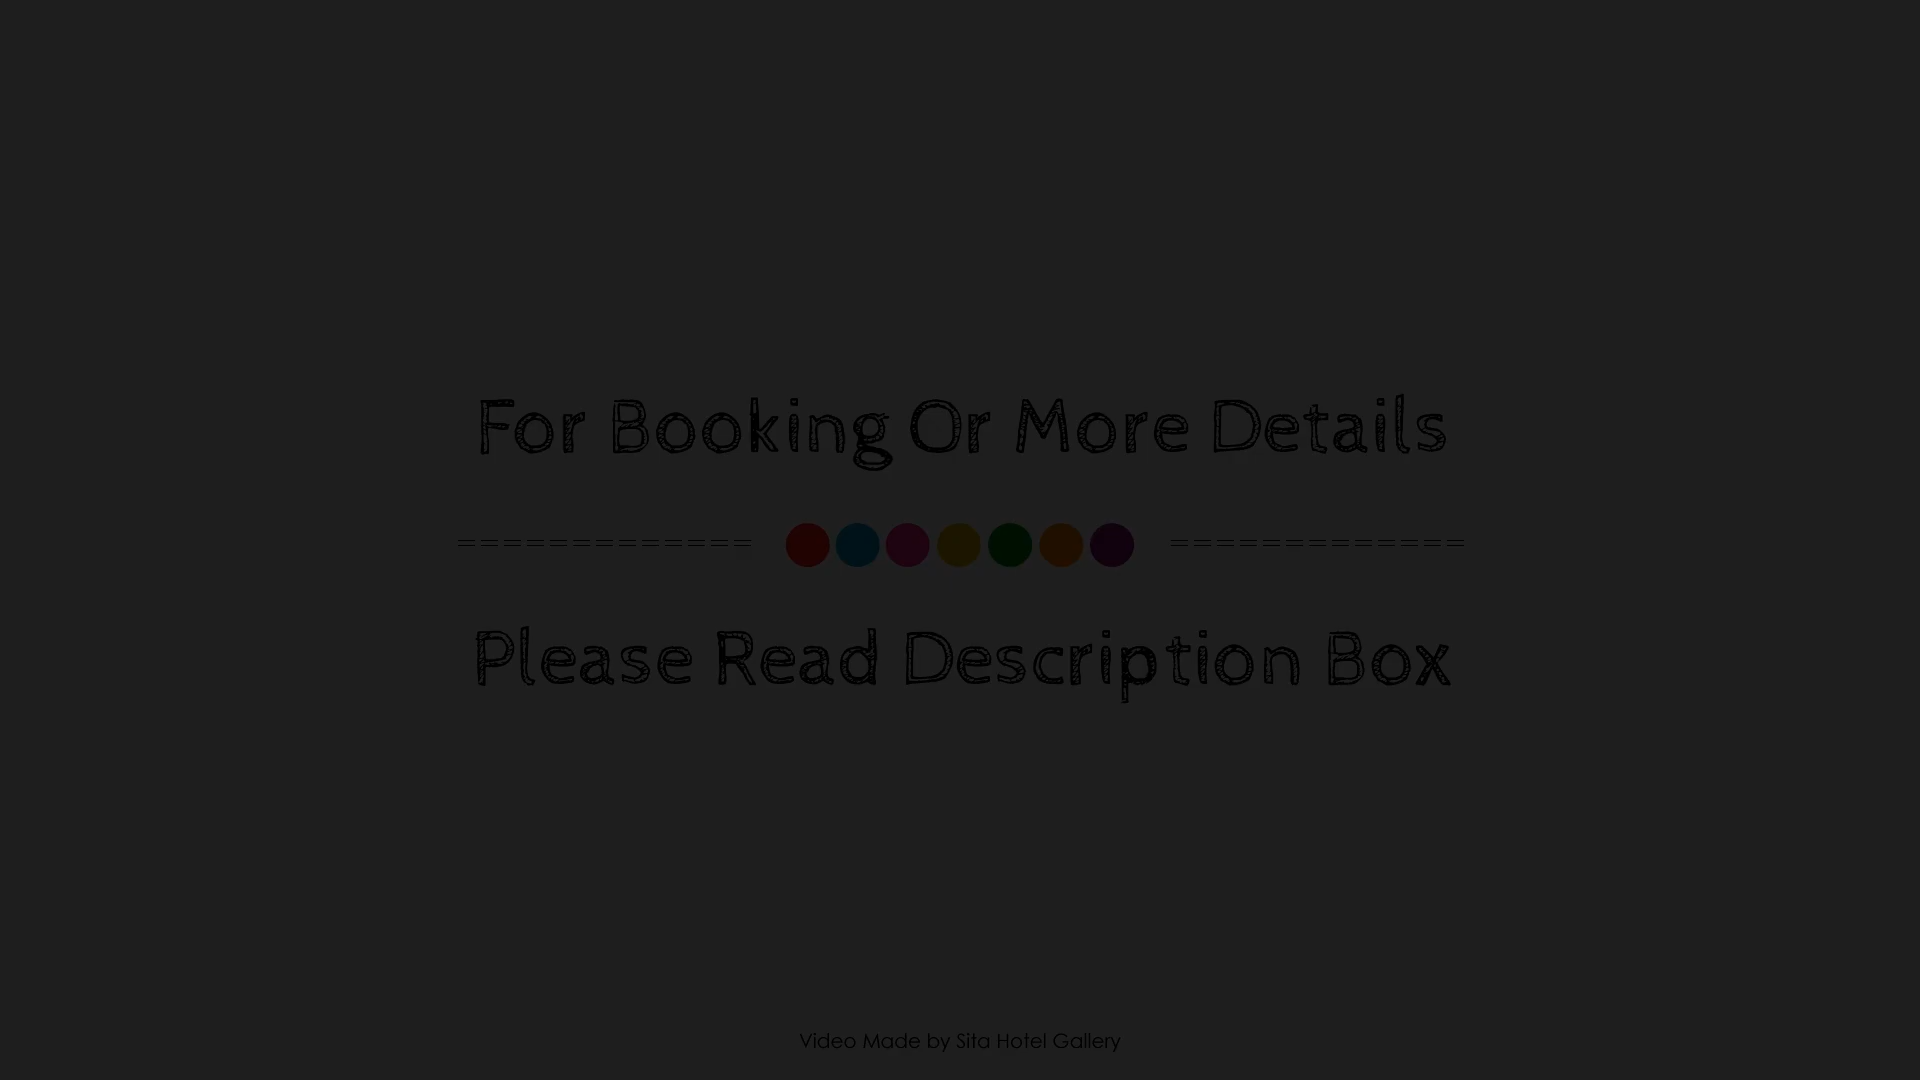 For Booking Or More Details
============= =============
Please Read Description Box
Video Made by Sita Hotel Gallery